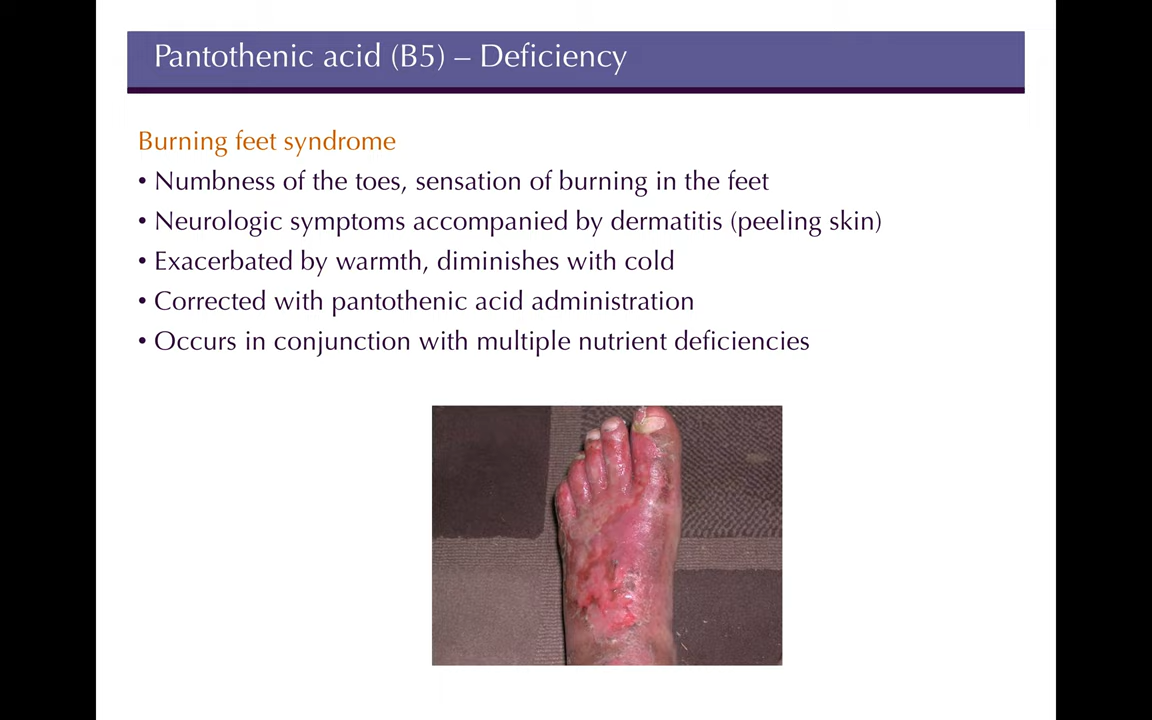 Pantothenic acid (B5) – Deficiency
Burning feet syndrome
• Numbness of the toes, sensation of burning in the feet
• Neurologic symptoms accompanied by dermatitis (peeling skin)
• Exacerbated by warmth, diminishes with cold
• Corrected with pantothenic acid administration
• Occurs in conjunction with multiple nutrient deficiencies